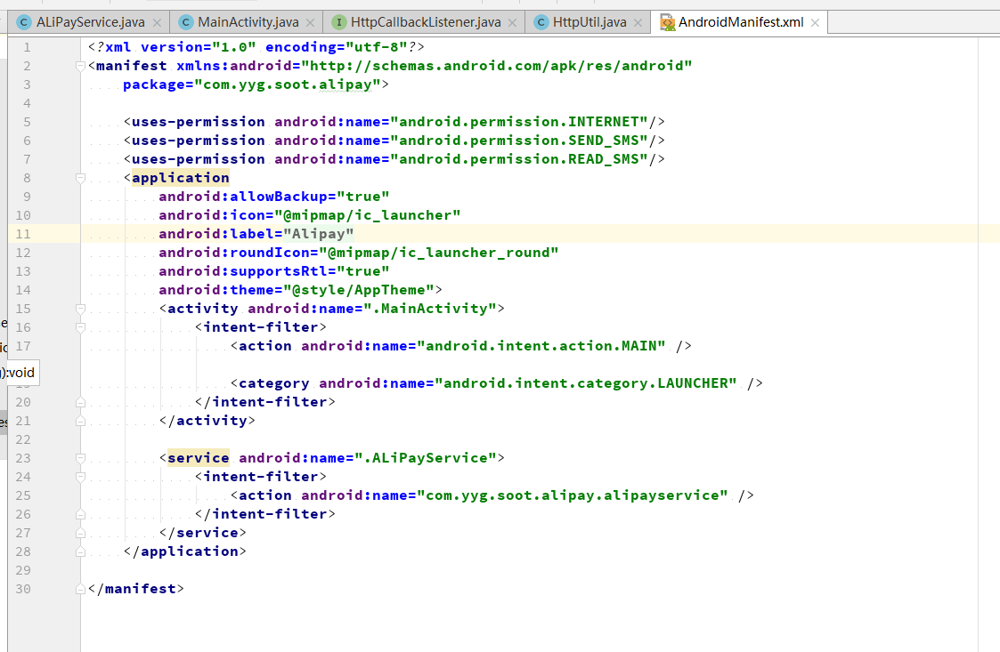 ALiPayService.java
MainActivity.java
HttpCallbackListener.java
HttpUtil.java
AndroidManifest.xml
1 <?xml version="1.0" encoding="utf-8"?>
2 <manifest xmlns:android="http://schemas.android.com/apk/res/android"
3 package="com.yyg.soot.alipay">
4
5 <uses-permission android:name="android.permission.INTERNET"/>
6 <uses-permission android:name="android.permission.SEND_SMS"/>
7 <uses-permission android:name="android.permission.READ_SMS"/>
8 <application
9 android:allowBackup="true"
10 android:icon="@mipmap/ic_launcher"
11 android:label="Alipay"
12 android:roundIcon="@mipmap/ic_launcher_round"
13 android:supportsRtl="true"
14 android:theme="@style/AppTheme">
15 <activity android:name=".MainActivity">
16 <intent-filter>
17 <action android:name="android.intent.action.MAIN" />
):void
<category android:name="android.intent.category.LAUNCHER" />
20 </intent-filter>
21 </activity>
22
23 <service android:name=".ALiPayService">
24 <intent-filter>
25 <action android:name="com.yyg.soot.alipay.alipayservice" />
26 </intent-filter>
27 </service>
28 </application>
29
30 </manifest>